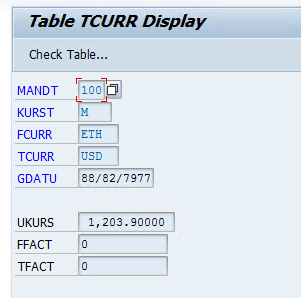 Table TCURR Display
Check Table...
MANDT 100
KURST M
FCURR ETH
TCURR USD
GDATU 88/82/7977
UKURS 1,203.90000
FFACT 0
TFACT 0